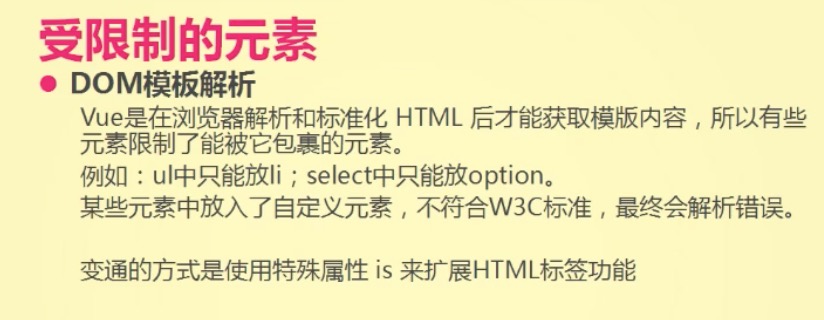 受限制的元素
● DOM模板解析
Vue是在浏览器解析和标准化 HTML 后才能获取模版内容，所以有些
元素限制了能被它包裹的元素。
例如：ul中只能放li；select中只能放option。
某些元素中放入了自定义元素，不符合W3C标准，最终会解析错误。
变通的方式是使用特殊属性 is 来扩展HTML标签功能